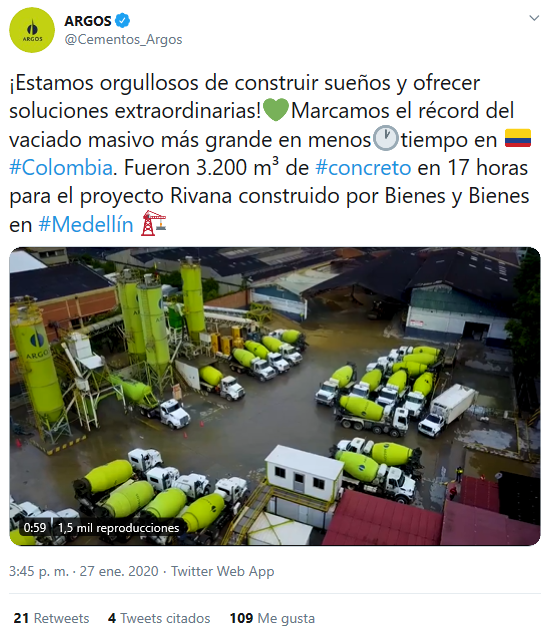 ARGOS
ARGOS
@Cementos_Argos
¡Estamos orgullosos de construir sueños y ofrecer
soluciones extraordinarias!💚Marcamos el récord del
vaciado masivo más grande en menos🕐tiempo en 🇨🇴
#Colombia. Fueron 3.200 m³ de #concreto en 17 horas
para el proyecto Rivana construido por Bienes y Bienes
en #Medellín 🏗️
ARGOS
0:59 1,5 mil reproducciones
3:45 p. m. · 27 ene. 2020 · Twitter Web App
21 Retweets 4 Tweets citados 109 Me gusta